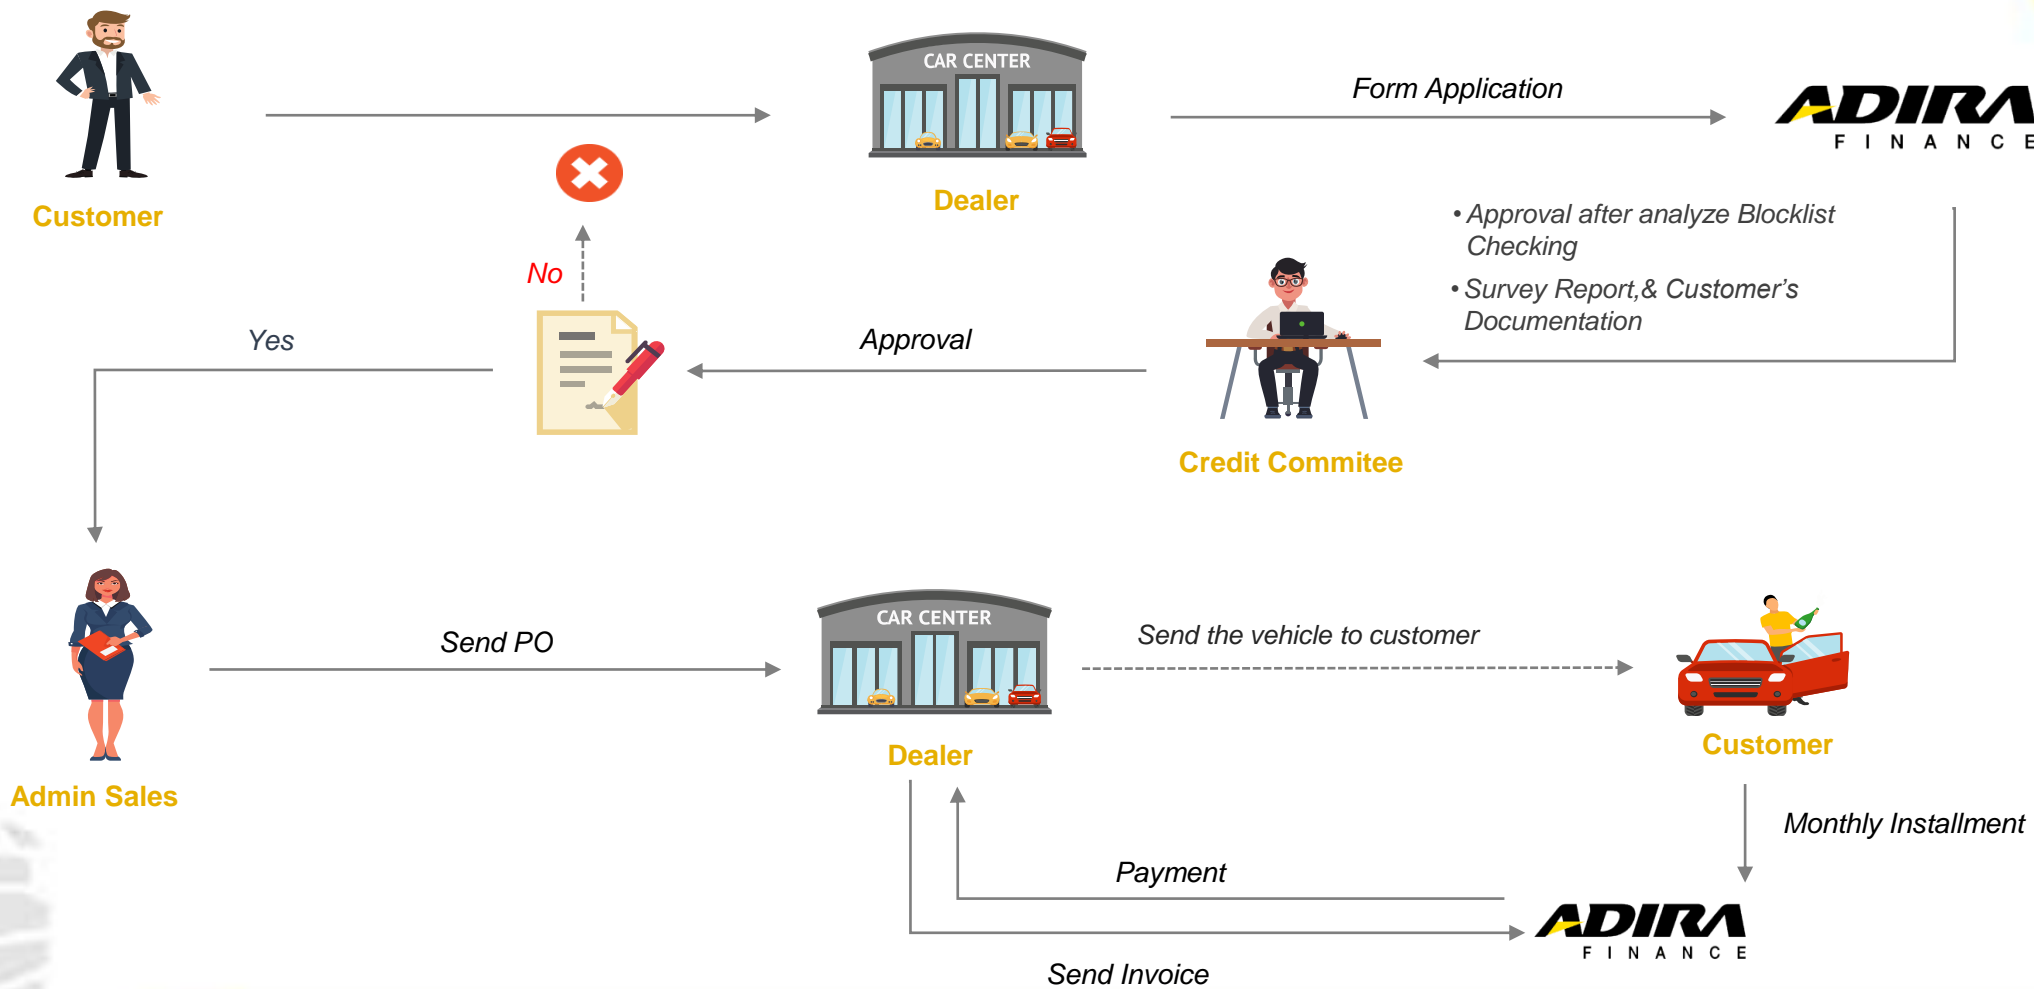 CAR CENTER
Form Application
ADIRA
FINANCE
Customer
Dealer
• Approval after analyze Blocklist
Checking
• Survey Report,& Customer's
Documentation
No
Yes
Approval
Credit Commitee
CAR CENTER
Send PO
Send the vehicle to customer
Dealer
Customer
Admin Sales
Monthly Installment
Payment
ADIRA
FINANCE
Send Invoice